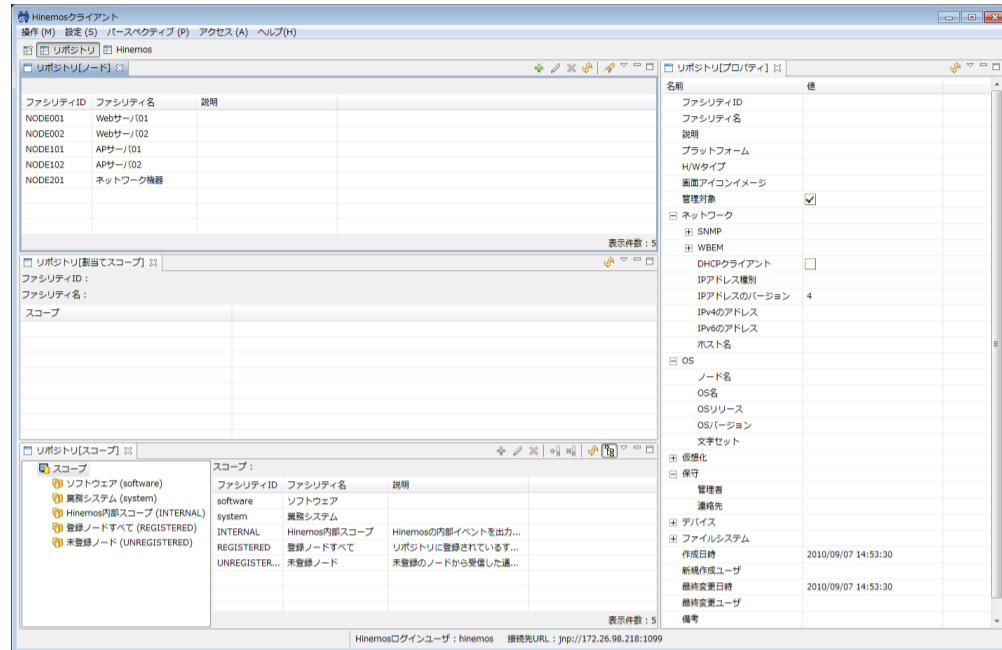 Hinemosクライアント
操作 (M) 設定 (S) パースペクティブ (P) アクセス (A) ヘルプ(H)
リポジトリ Hinemos
リポジトリ[ノード]
ファシリティID ファシリティ名 説明
NODE001 Webサーバ01
NODE002 Webサーバ02
NODE101 APサーバ01
NODE102 APサーバ02
NODE201 ネットワーク機器
表示件数：5
リポジトリ[割当てスコープ]
ファシリティID：
ファシリティ名：
スコープ
リポジトリ[スコープ]
スコープ
ソフトウェア (software)
業務システム (system)
Hinemos内部スコープ (INTERNAL)
登録ノードすべて (REGISTERED)
未登録ノード (UNREGISTERED)
スコープ：
ファシリティID ファシリティ名 説明
software ソフトウェア
system 業務システム
INTERNAL Hinemos内部スコープ Hinemosの内部イベントを出力...
REGISTERED 登録ノードすべて リポジトリに登録されているす...
UNREGISTER... 未登録ノード 未登録のノードから受信した通...
表示件数：5
リポジトリ[プロパティ]
名前 値
ファシリティID
ファシリティ名
説明
プラットフォーム
H/Wタイプ
画面アイコンイメージ
管理対象
ネットワーク
SNMP
WBEM
DHCPクライアント
IPアドレス種別
IPアドレスのバージョン 4
IPv4のアドレス
IPv6のアドレス
ホスト名
OS
ノード名
OS名
OSリリース
OSバージョン
文字セット
仮想化
保守
管理者
連絡先
デバイス
ファイルシステム
作成日時 2010/09/07 14:53:30
新規作成ユーザ
最終変更日時 2010/09/07 14:53:30
最終変更ユーザ
備考
Hinemosログインユーザ：hinemos 接続先URL：jnp://172.26.98.218:1099